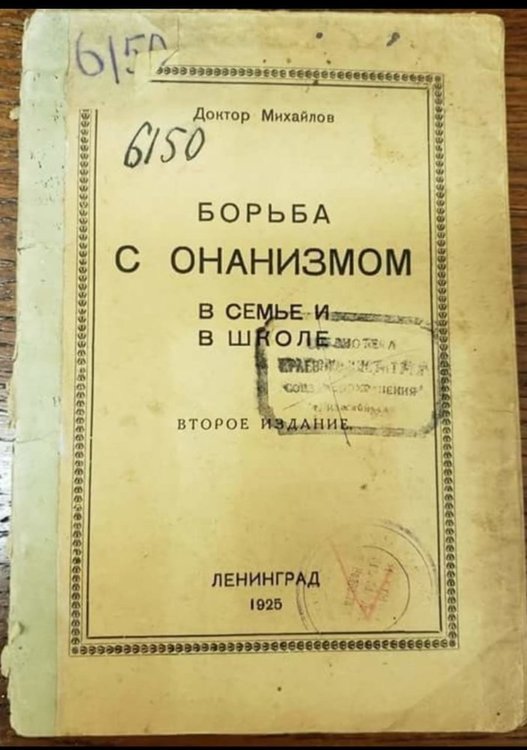 6150
Доктор Михайлов
6150
БОРЬБА
С ОНАНИЗМОМ
В СЕМЬЕ И
В ШКОЛЕ
ВТОРОЕ ИЗДАНИЕ.
ЛЕНИНГРАД
1925